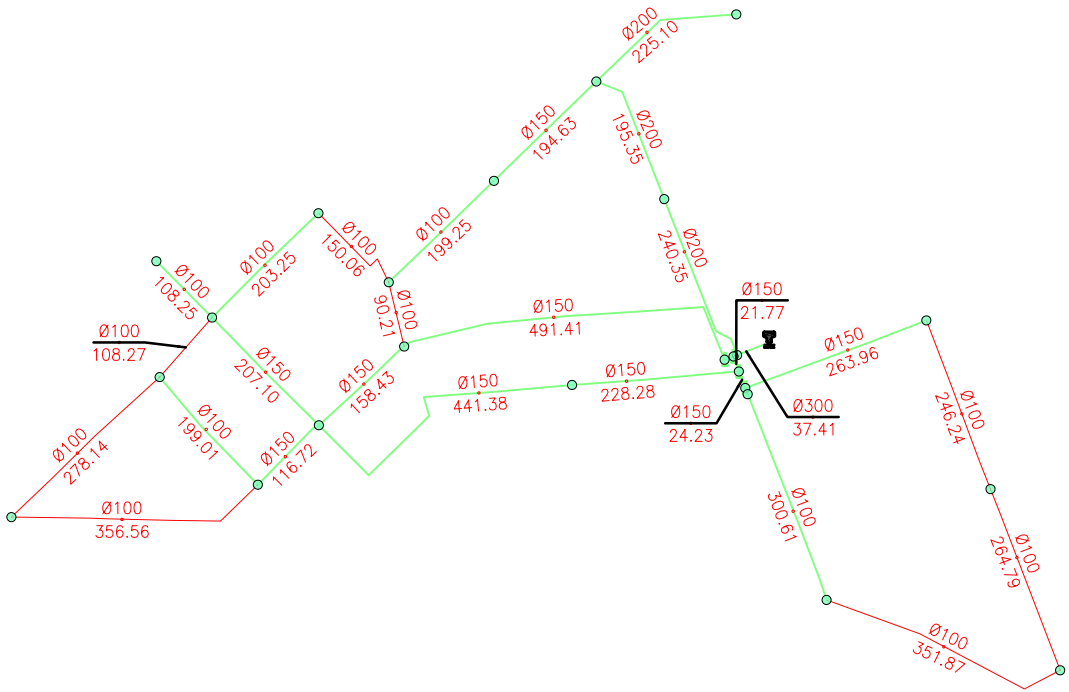 Ø200
225.10
Ø150
194.63
Ø200
195.35
Ø100
199.25
Ø100
150.06
Ø100
203.25
Ø200
240.35
Ø100
108.25
Ø150
21.77
Ø100
90.21
Ø150
491.41
Ø100
108.27
Ø150
263.96
Ø150
207.10
Ø150
158.43
Ø150
441.38
Ø150
228.28
Ø150
24.23
Ø300
37.41
Ø100
246.24
Ø100
199.01
Ø100
278.14
Ø150
116.72
Ø100
356.56
Ø100
300.61
Ø100
264.79
Ø100
351.87